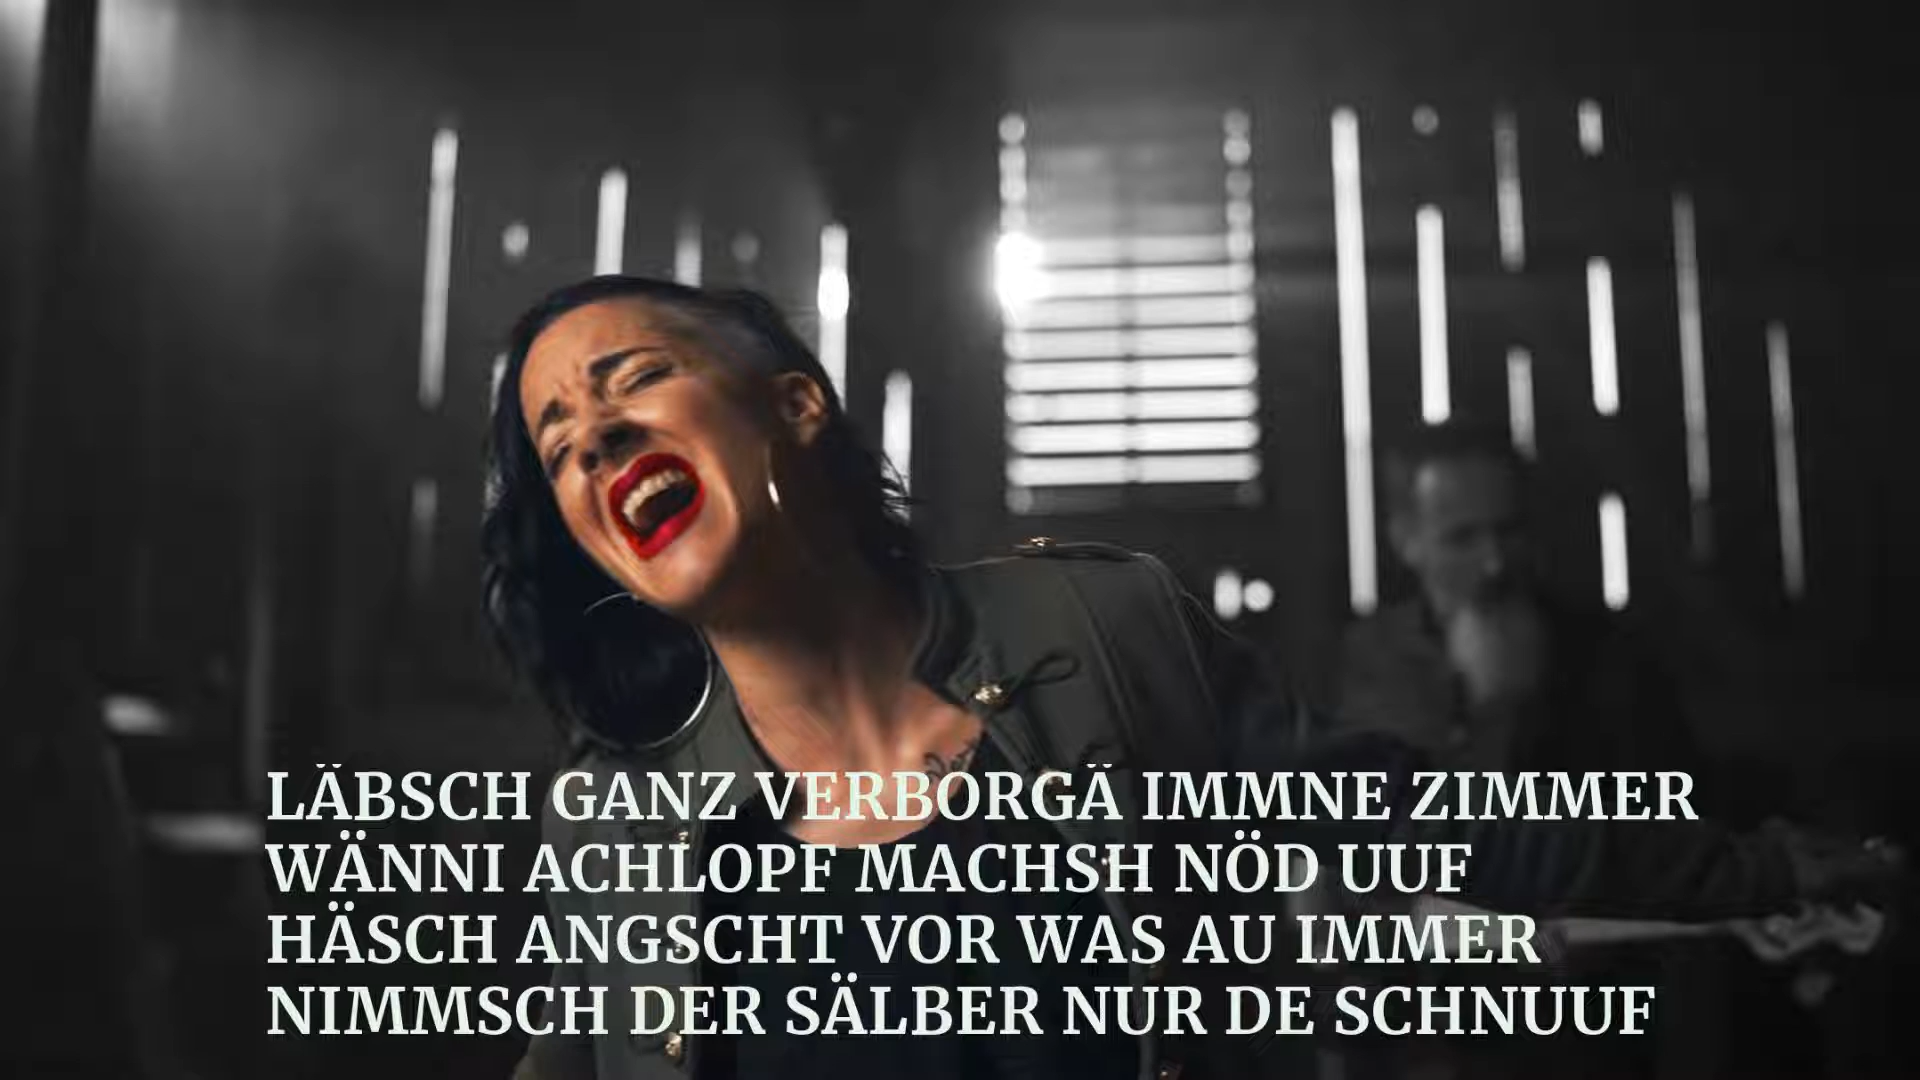 LÄBSCH GANZ VERBORGÄ IMMNE ZIMMER
WÄNNI ACHLOPF MACHSH NÖD UUF
HÄSCH ANGSCHT VOR WAS AU IMMER
NIMMSCH DER SÄLBER NUR DE SCHNUUF